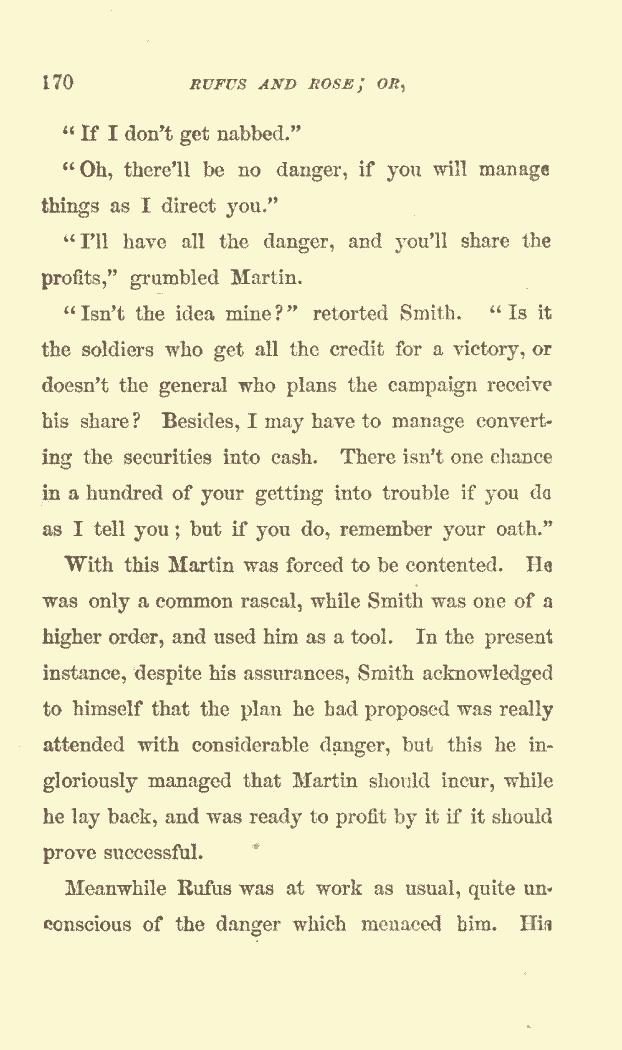 170 RUFUS AND ROSE; OR,
"If I don't get nabbed."
"Oh, there'll be no danger, if you will manage
things as I direct you."
"I'll have all the danger, and you'll share the
profits," grumbled Martin.
"Isn't the idea mine?" retorted Smith. "Is it
the soldiers who get all the credit for a victory, or
doesn't the general who plans the campaign receive
his share? Besides, I may have to manage convert-
ing the securities into cash. There isn't one chance
in a hundred of your getting into trouble if you do
as I tell you; but if you do, remember your oath."
With this Martin was forced to be contented. He
was only a common rascal, while Smith was one of a
higher order, and used him as a tool. In the present
instance, despite his assurances, Smith acknowledged
to himself that the plan he had proposed was really
attended with considerable danger, but this he in-
gloriously managed that Martin should incur, while
he lay back, and was ready to profit by it if it should
prove successful.
Meanwhile Rufus was at work as usual, quite un-
conscious of the danger which menaced him. His